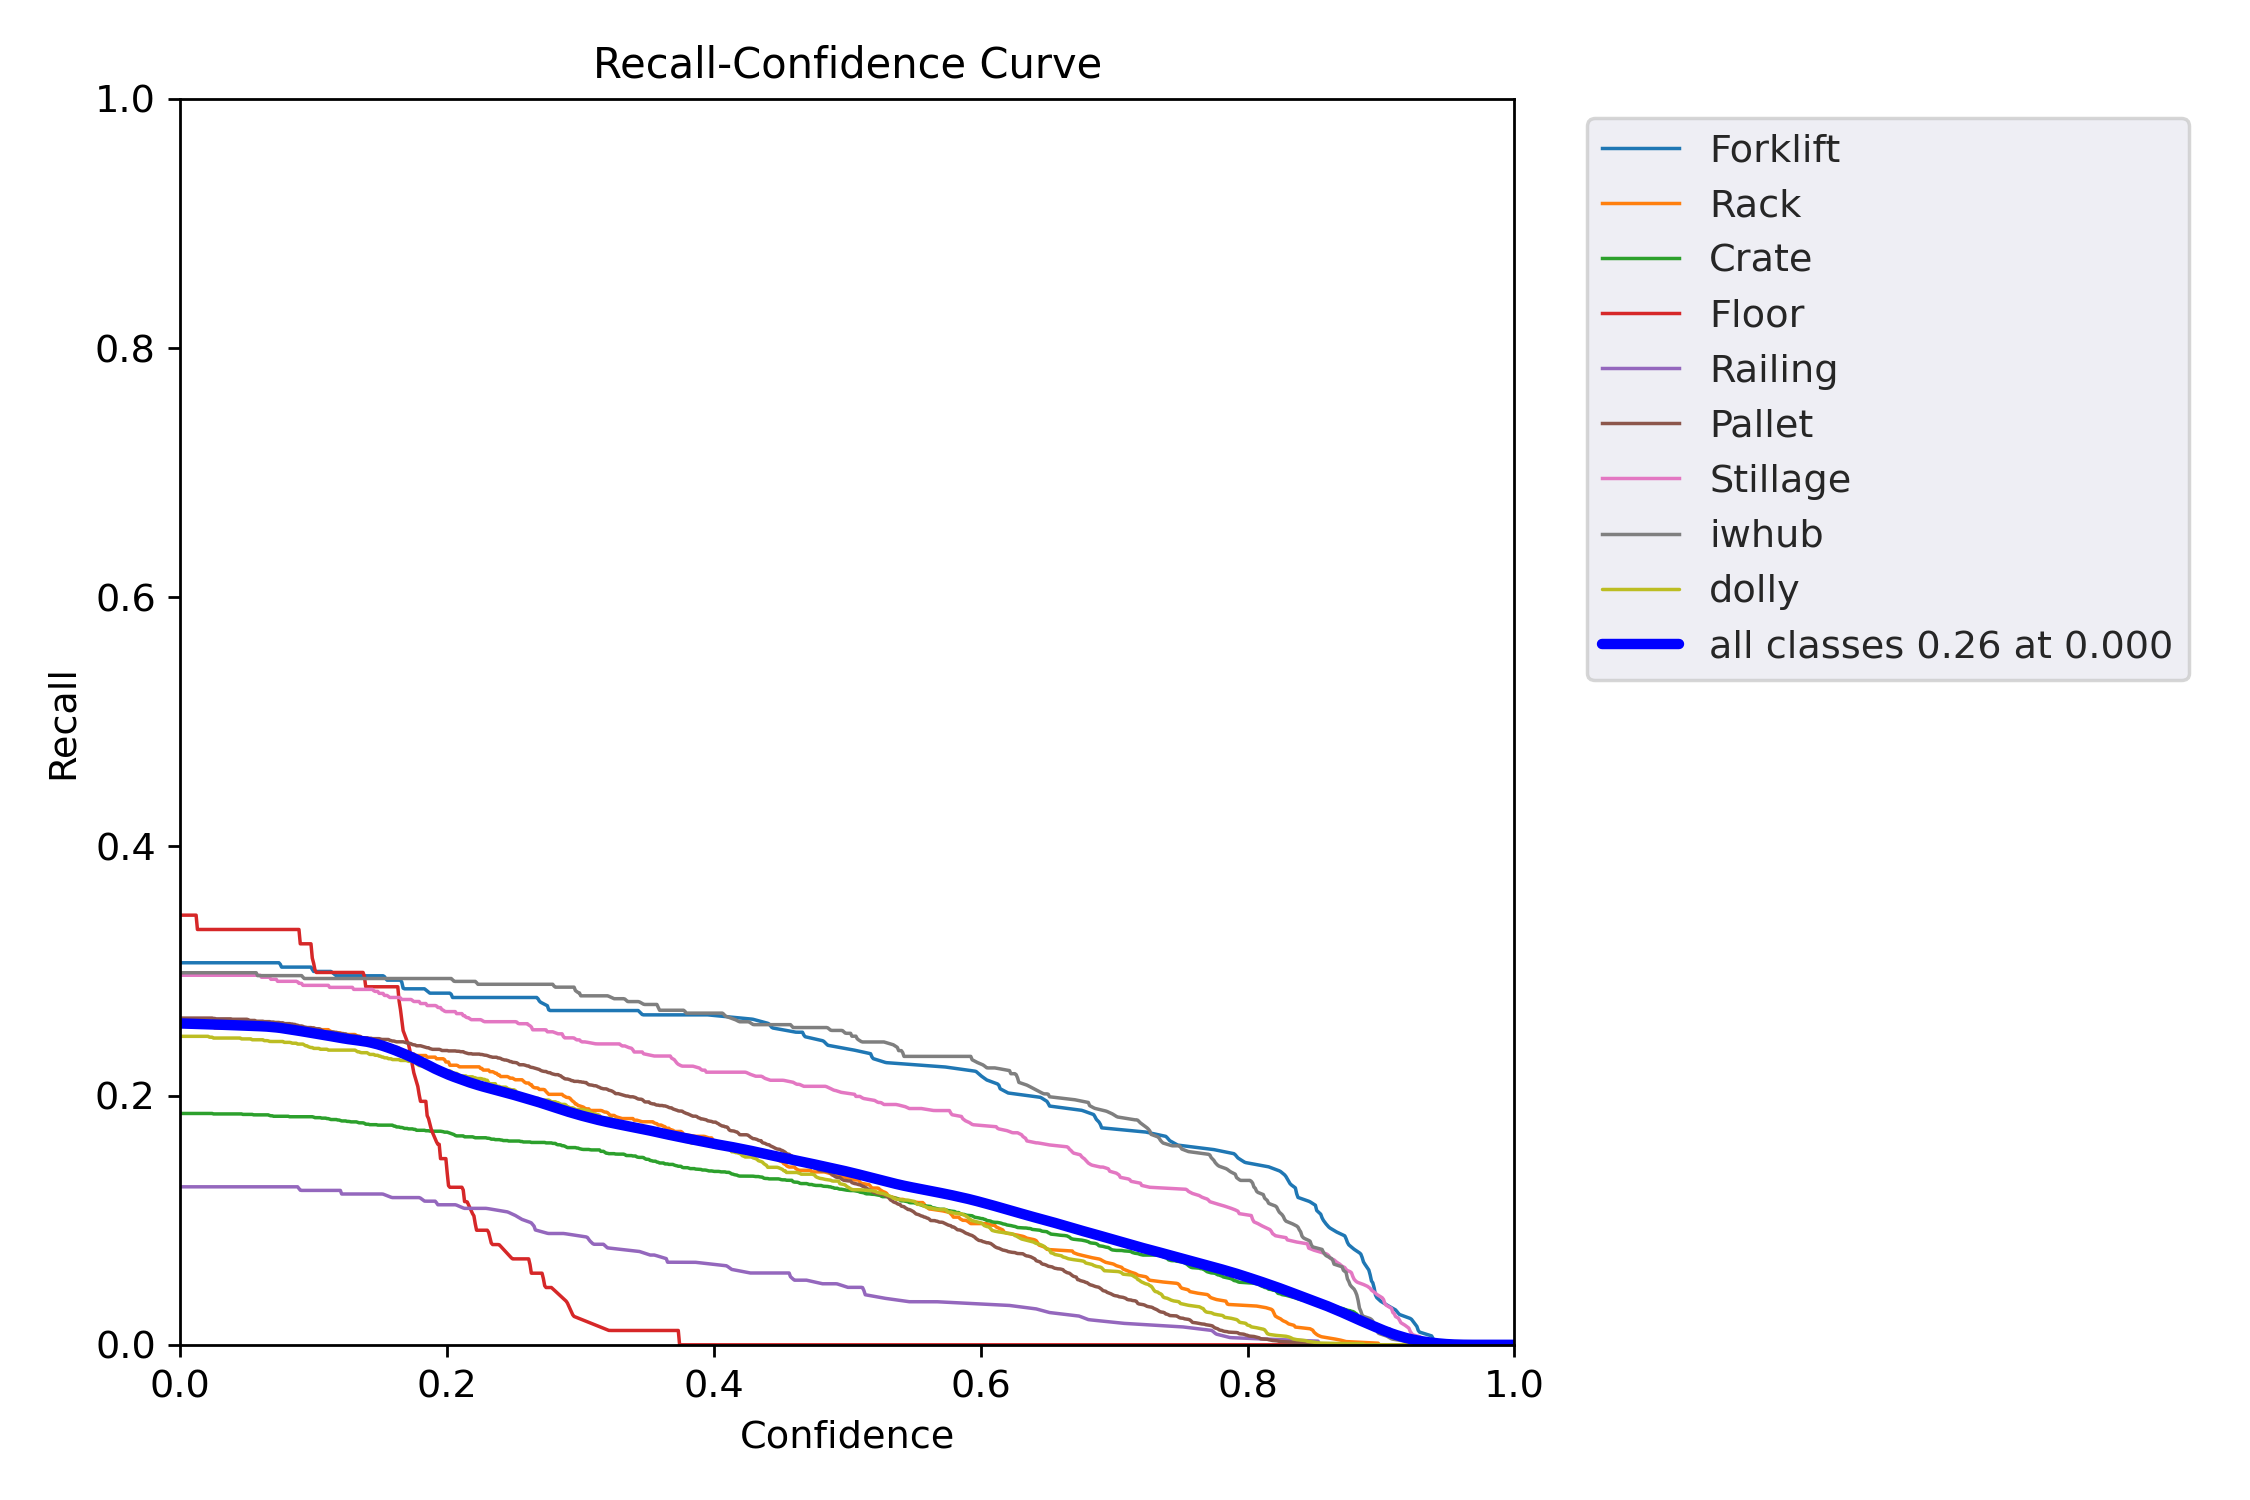 Recall-Confidence Curve
1.0
0.8
0.6
0.4
0.2
0.0
Recall
0.0 0.2 0.4 0.6 0.8 1.0
Confidence
Forklift
Rack
Crate
Floor
Railing
Pallet
Stillage
iwhub
dolly
all classes 0.26 at 0.000